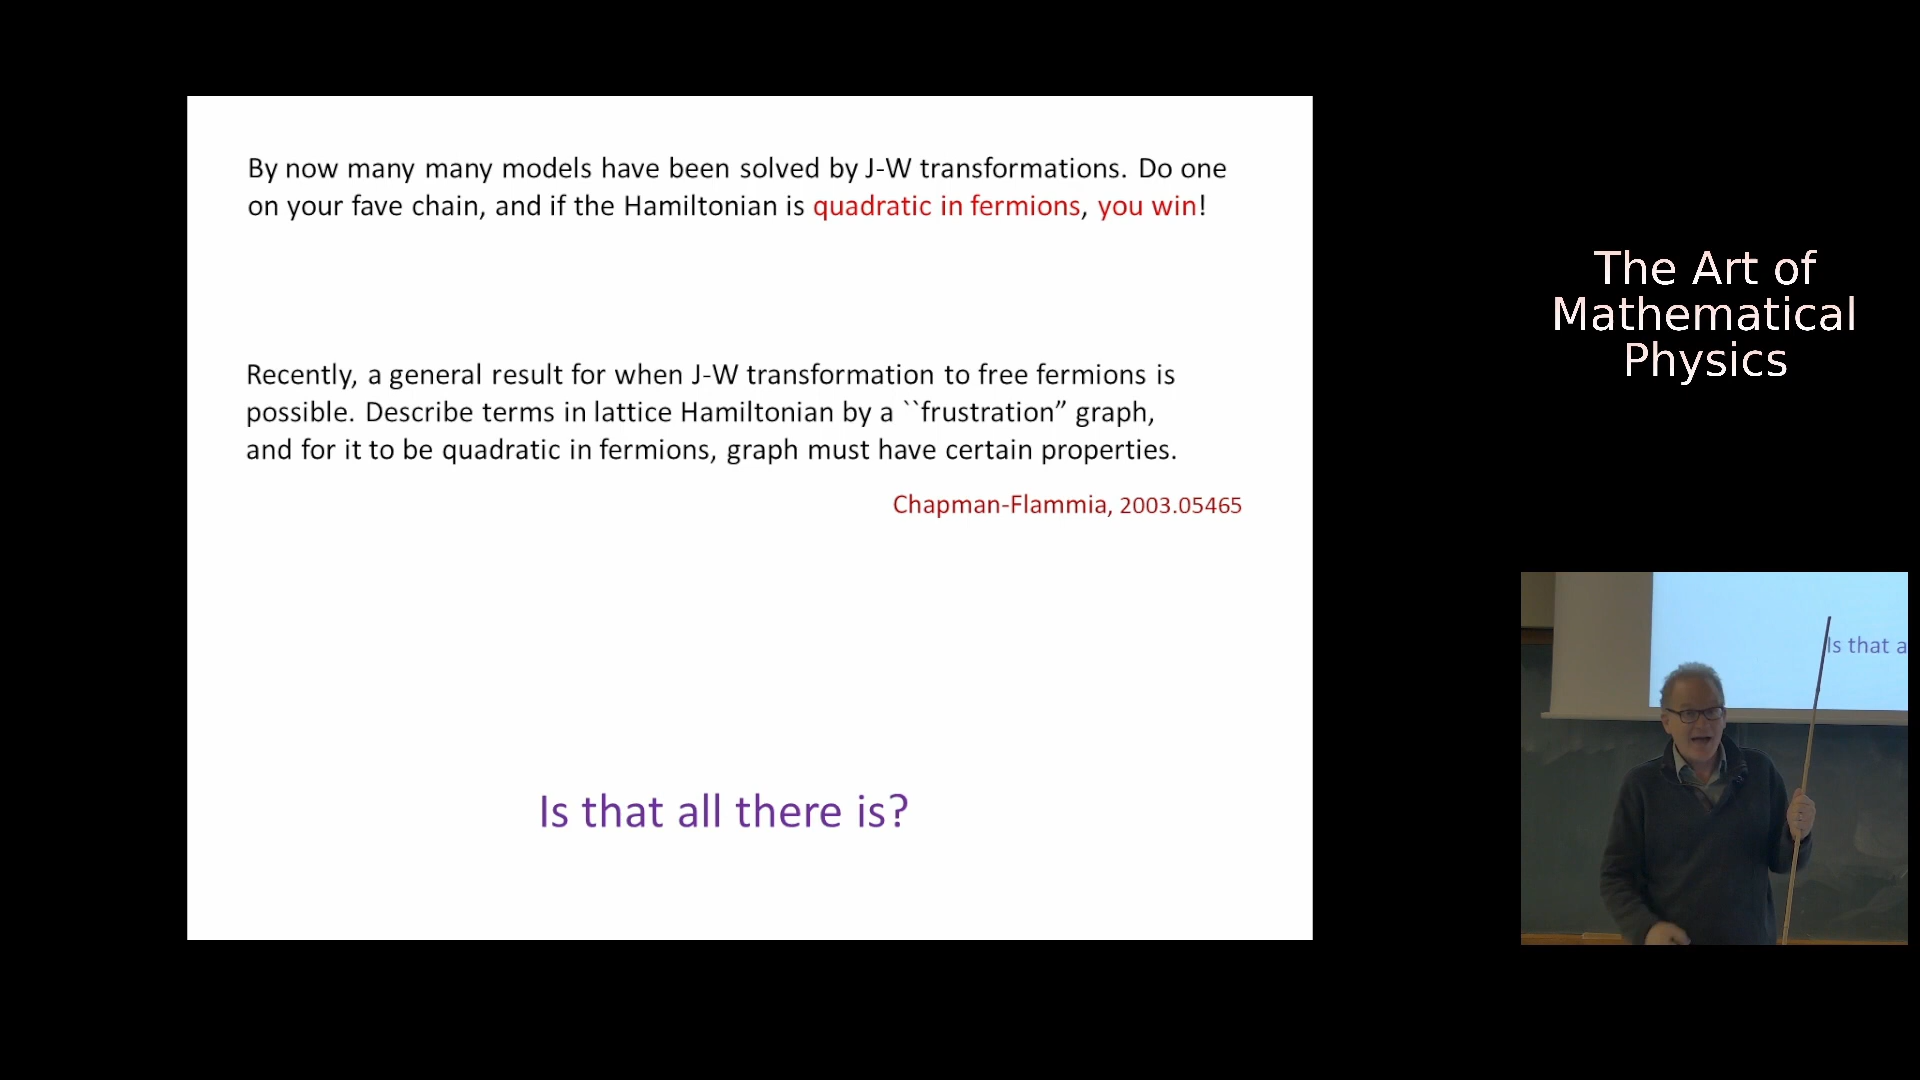 By now many many models have been solved by J-W transformations. Do one
on your fave chain, and if the Hamiltonian is quadratic in fermions, you win!
Recently, a general result for when J-W transformation to free fermions is
possible. Describe terms in lattice Hamiltonian by a ``frustration” graph,
and for it to be quadratic in fermions, graph must have certain properties.
Chapman-Flammia, 2003.05465
Is that all there is?
The Art of
Mathematical
Physics
Is that a